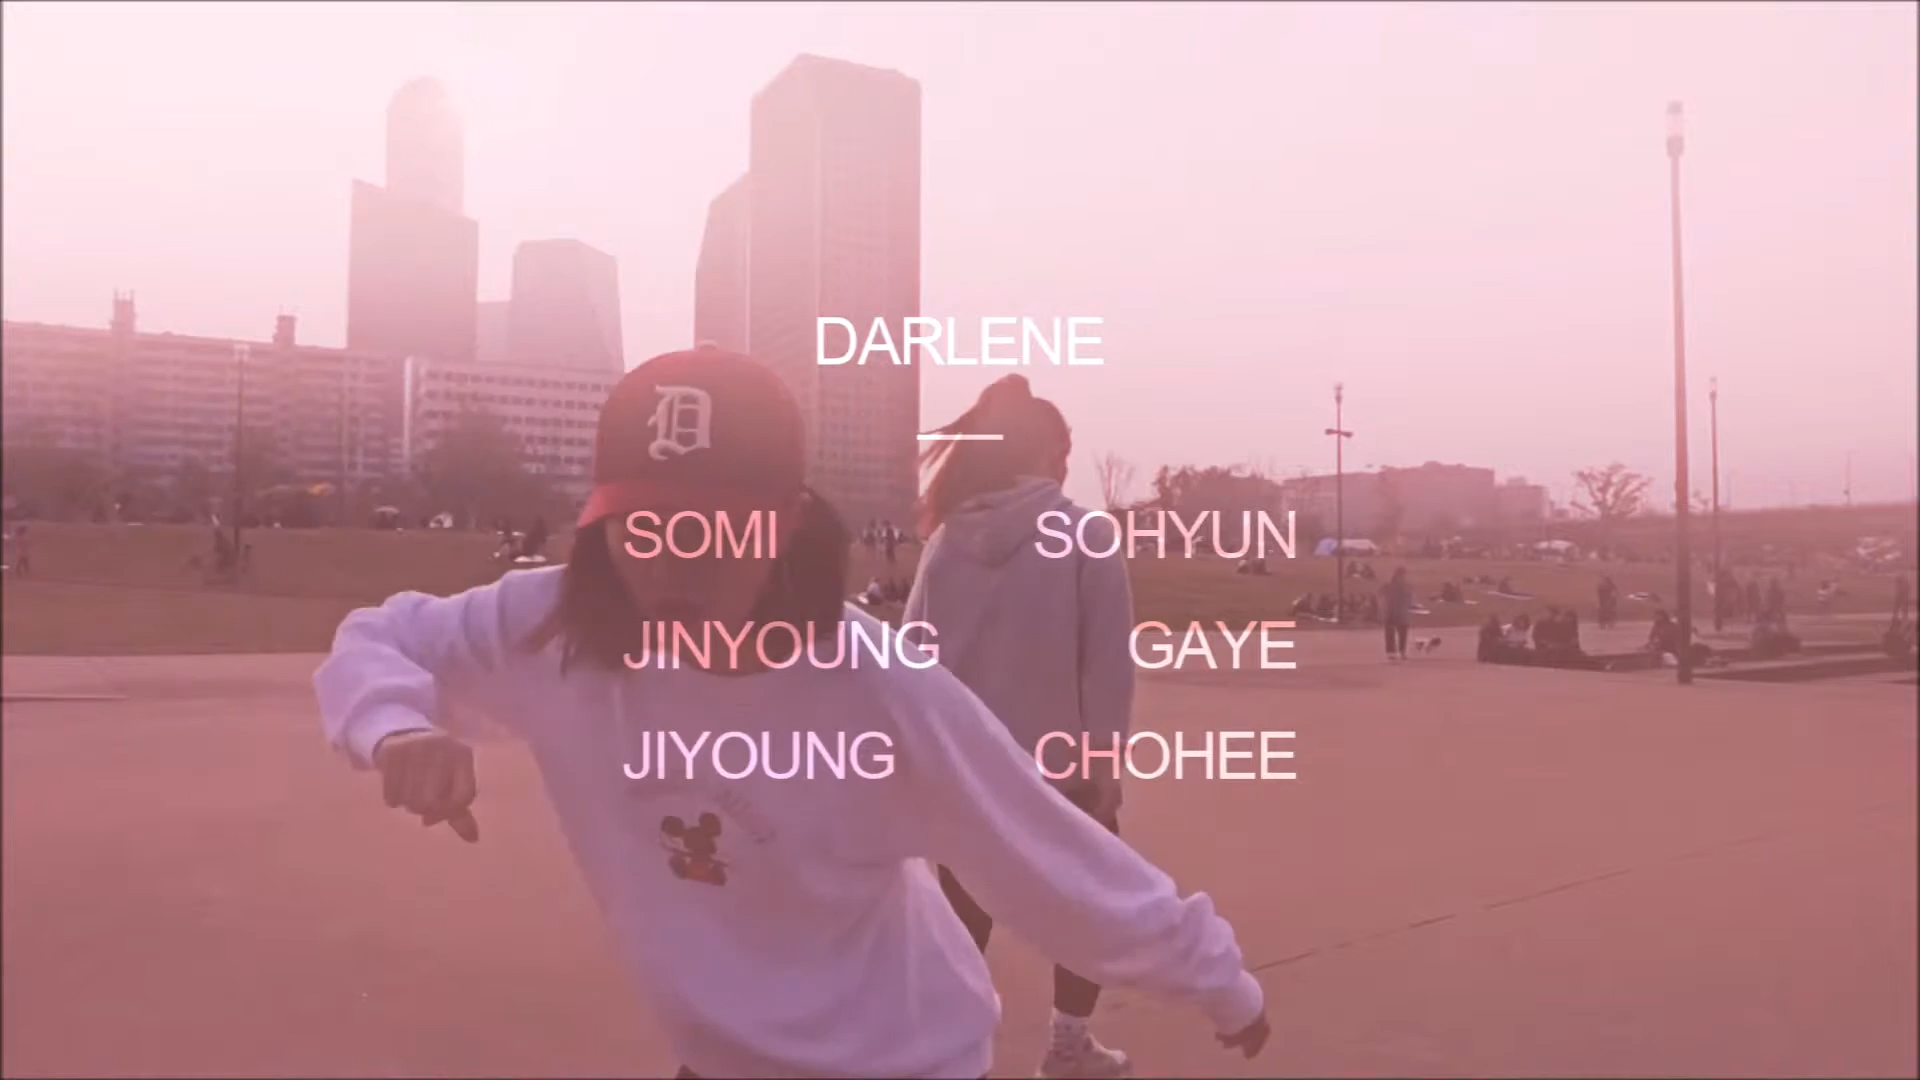 DARLENE
D
SOMI SOHYUN
JINYOUNG GAYE
JIYOUNG CHOHEE